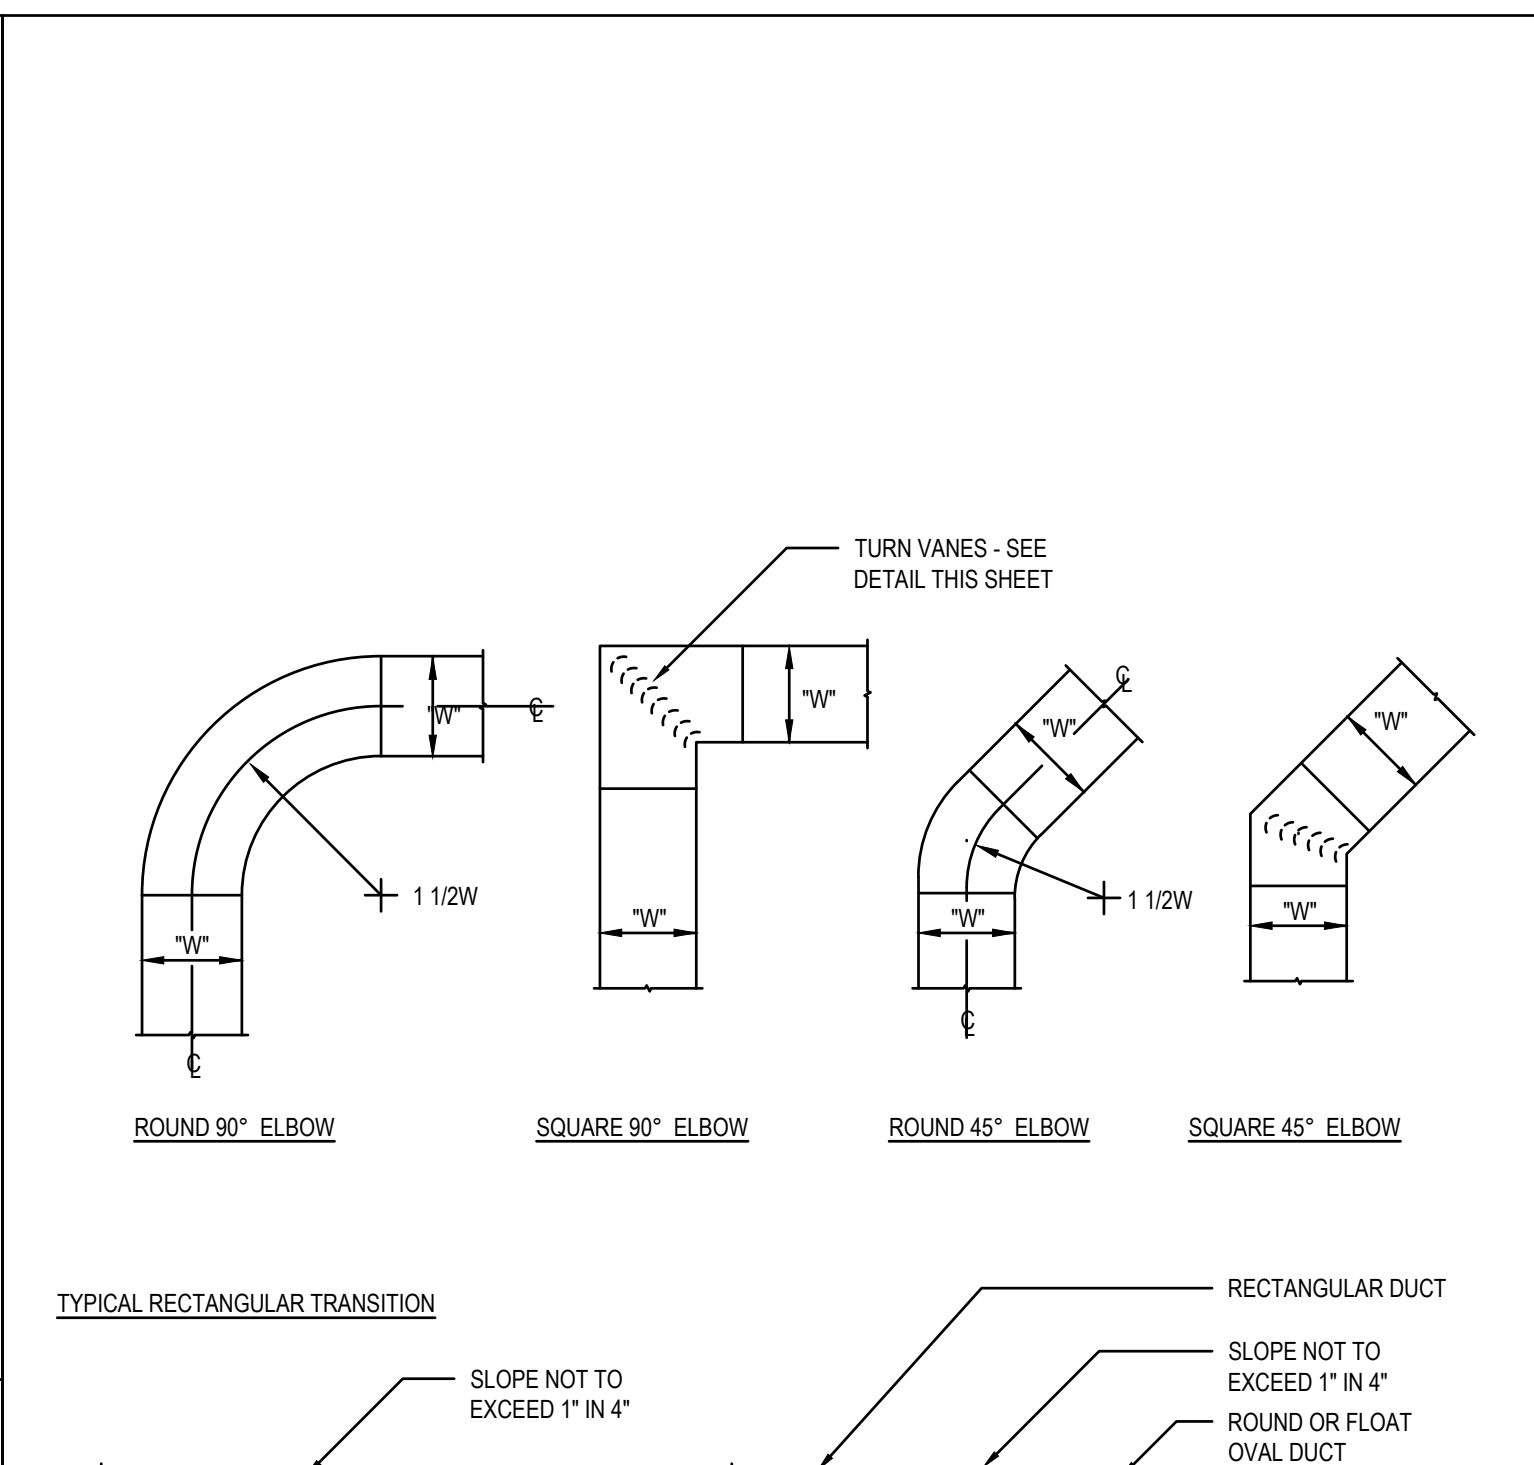 TURN VANES - SEE
DETAIL THIS SHEET
"W"
"W"
℄
1 1/2W
"W"
℄
"W"
"W"
℄
"W"
"W"
1 1/2W
℄
"W"
"W"
ROUND 90° ELBOW
SQUARE 90° ELBOW
ROUND 45° ELBOW
SQUARE 45° ELBOW
TYPICAL RECTANGULAR TRANSITION
SLOPE NOT TO
EXCEED 1" IN 4"
RECTANGULAR DUCT
SLOPE NOT TO
EXCEED 1" IN 4"
ROUND OR FLOAT
OVAL DUCT